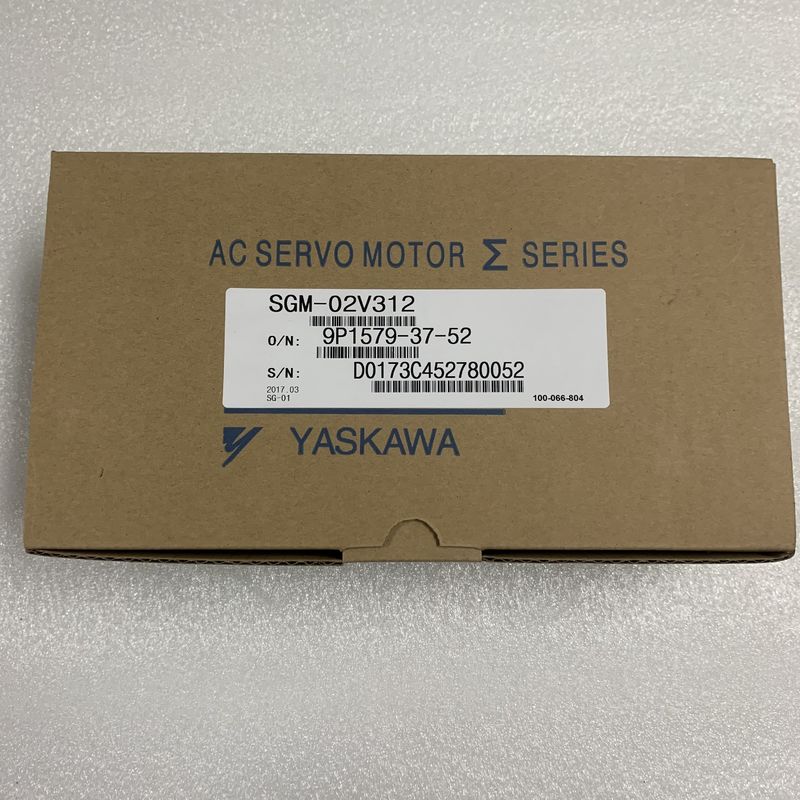 AC SERVO MOTOR Σ SERIES
SGM-02V312
O/N: 9P1579-37-52
S/N: D0173C452780052
2017.03
SG-01
100-066-804
YASKAWA